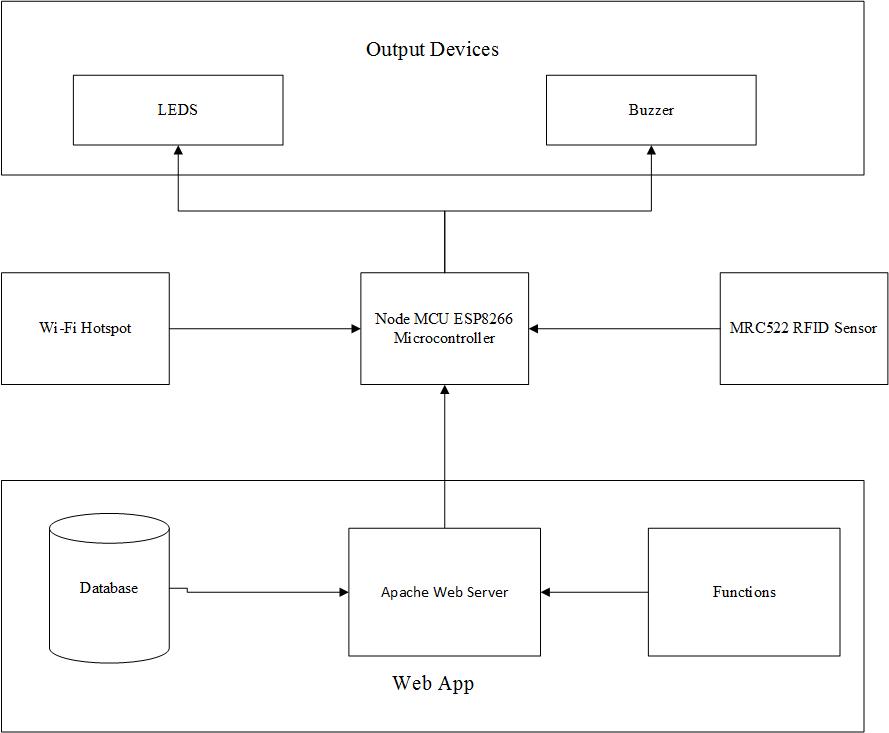 Output Devices
LEDS
Buzzer
Wi-Fi Hotspot
Node MCU ESP8266
Microcontroller
MRC522 RFID Sensor
Database
Apache Web Server
Functions
Web App